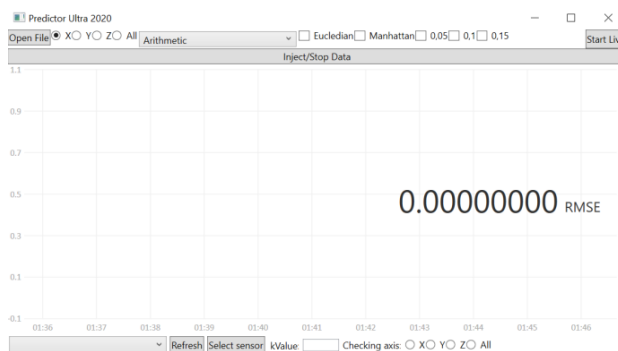 Predictor Ultra 2020
Open File X Y Z All Arithmetic Eucledian Manhattan 0,05 0,1 0,15 Start Liv
Inject/Stop Data
1.1
0.9
0.7
0.5
0.00000000 RMSE
0.3
0.1
-0.1
01:36 01:37 01:38 01:39 01:40 01:41 01:42 01:43 01:44 01:45 01:46
Refresh Select sensor kValue: Checking axis: X Y Z All